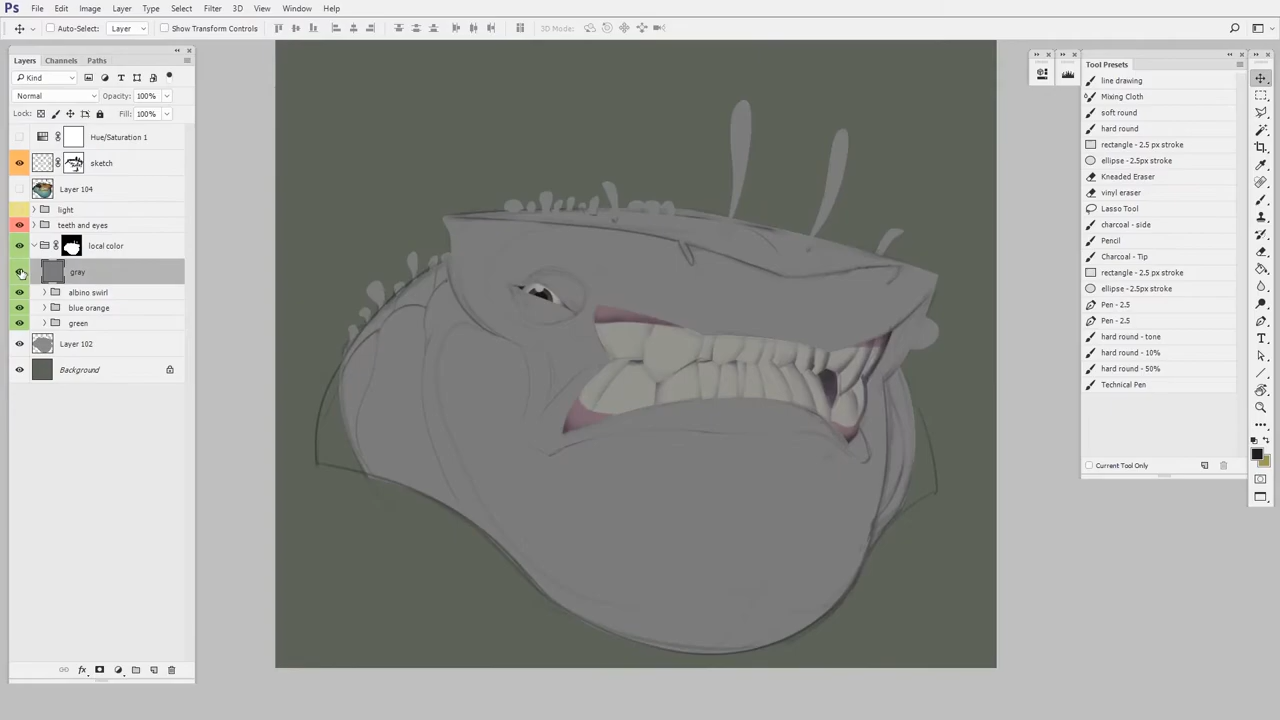 Ps File Edit Image Layer Type Select Filter 3D View Window Help
Auto-Select: Layer Show Transform Controls 3D Mode:
Layers Channels Paths
Kind
Normal Opacity: 100%
Lock: Fill: 100%
Hue/Saturation 1
sketch
Layer 104
light
teeth and eyes
local color
gray
albino swirl
blue orange
green
Layer 102
Background
fx
Tool Presets
line drawing
Mixing Cloth
soft round
hard round
rectangle - 2.5 px stroke
ellipse - 2.5px stroke
Kneaded Eraser
vinyl eraser
Lasso Tool
charcoal - side
Pencil
Charcoal - Tip
rectangle - 2.5 px stroke
ellipse - 2.5px stroke
Pen - 2.5
Pen - 2.5
hard round - tone
hard round - 10%
hard round - 50%
Technical Pen
Current Tool Only